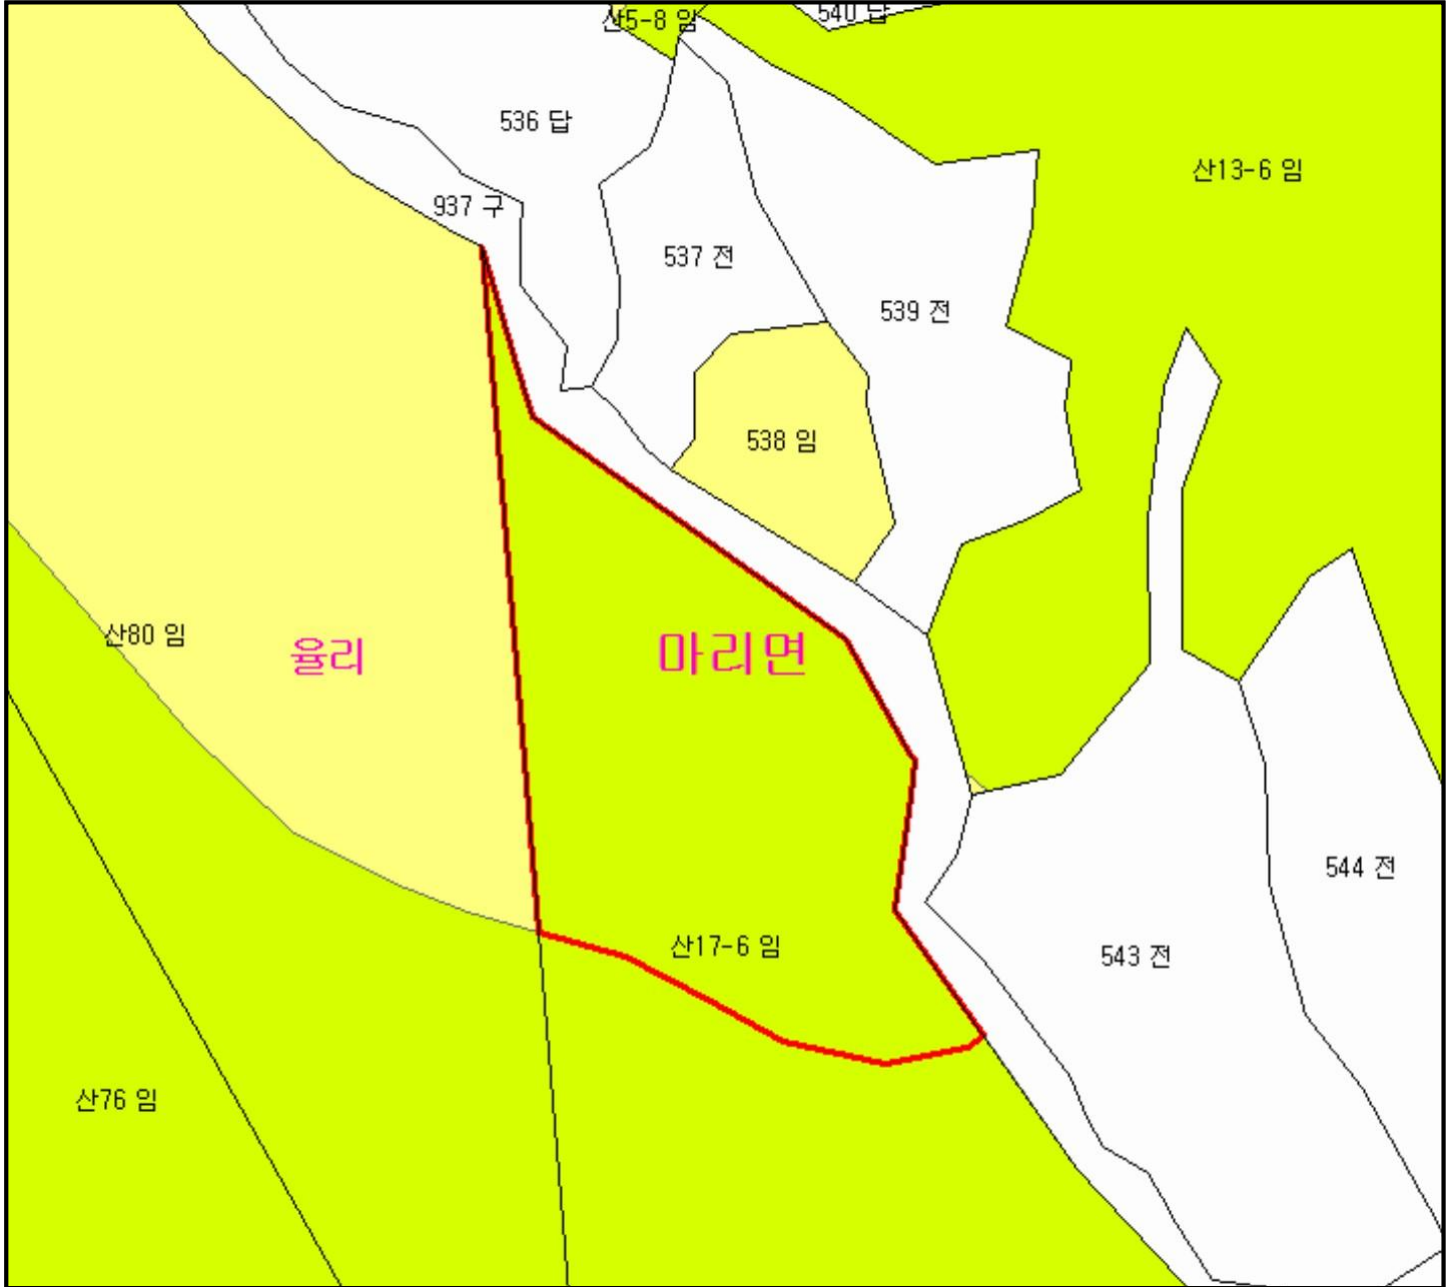 산5-8 임
540 답
536 답
산13-6 임
937 구
537 전
539 전
538 임
산80 임
율리
마리면
544 전
산17-6 임
543 전
산76 임